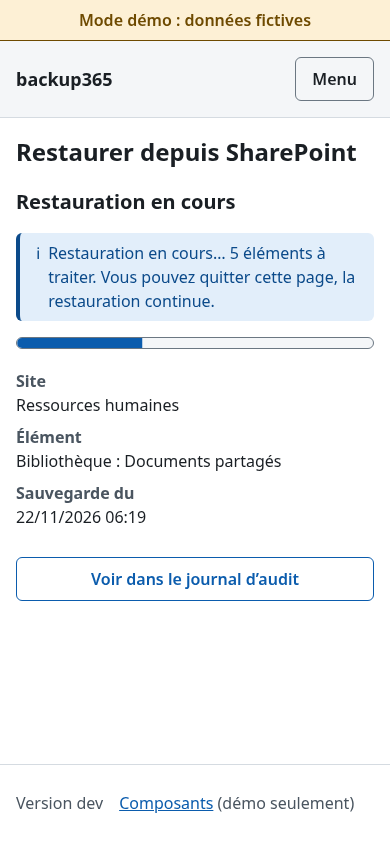 Mode démo : données fictives
backup365
Menu
Restaurer depuis SharePoint
Restauration en cours
i Restauration en cours... 5 éléments à
traiter. Vous pouvez quitter cette page, la
restauration continue.
Site
Ressources humaines
Élément
Bibliothèque : Documents partagés
Sauvegarde du
22/11/2026 06:19
Voir dans le journal d’audit
Version dev Composants (démo seulement)